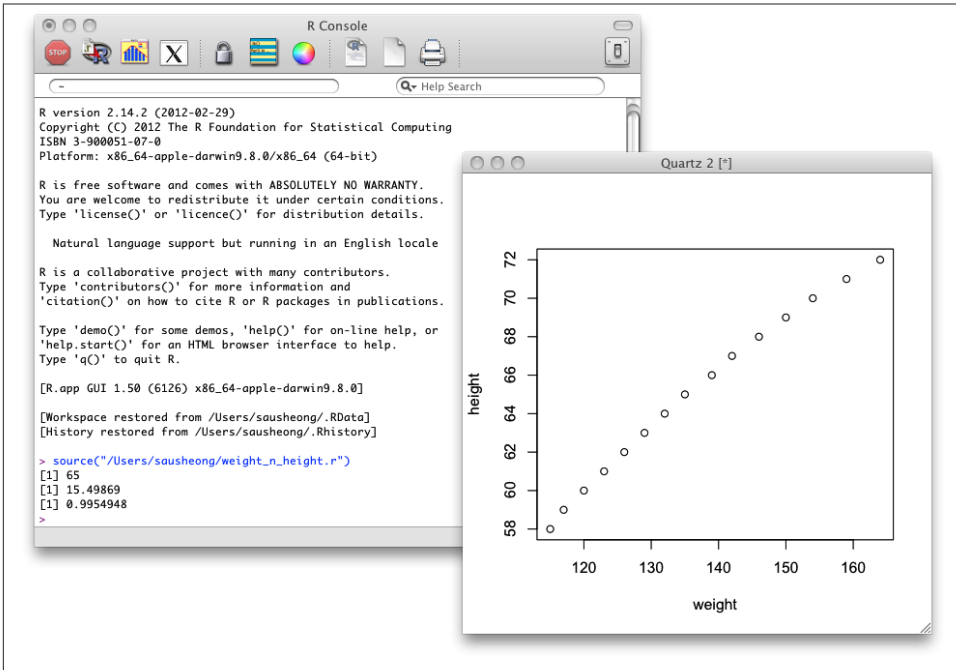 R Console
STOP
R
X
~
Help Search
R version 2.14.2 (2012-02-29)
Copyright (C) 2012 The R Foundation for Statistical Computing
ISBN 3-900051-07-0
Platform: x86_64-apple-darwin9.8.0/x86_64 (64-bit)
R is free software and comes with ABSOLUTELY NO WARRANTY.
You are welcome to redistribute it under certain conditions.
Type 'license()' or 'licence()' for distribution details.
Natural language support but running in an English locale
R is a collaborative project with many contributors.
Type 'contributors()' for more information and
'citation()' on how to cite R or R packages in publications.
Type 'demo()' for some demos, 'help()' for on-line help, or
'help.start()' for an HTML browser interface to help.
Type 'q()' to quit R.
[R.app GUI 1.50 (6126) x86_64-apple-darwin9.8.0]
[Workspace restored from /Users/sausheong/.RData]
[History restored from /Users/sausheong/.Rhistory]
> source("/Users/sausheong/weight_n_height.r")
[1] 65
[1] 15.49869
[1] 0.9954948
>
Quartz 2 [*]
height
72
70
68
66
64
62
60
58
120 130 140 150 160
weight